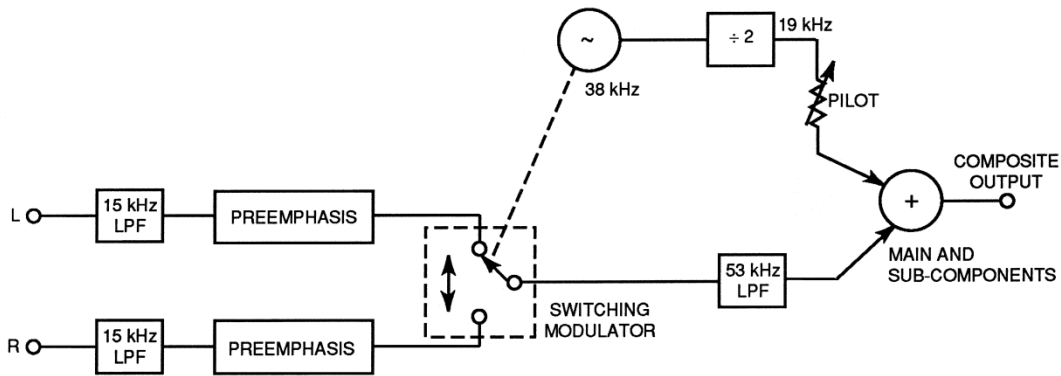 ~
38 kHz
÷ 2
19 kHz
PILOT
COMPOSITE
OUTPUT
+
MAIN AND
SUB-COMPONENTS
L
15 kHz
LPF
PREEMPHASIS
53 kHz
LPF
SWITCHING
MODULATOR
R
15 kHz
LPF
PREEMPHASIS